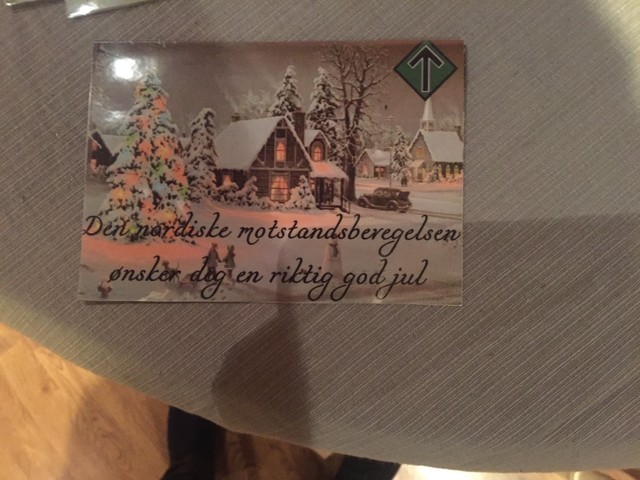 Den nordiske motstandsbevegelsen
ønsker deg en riktig god jul